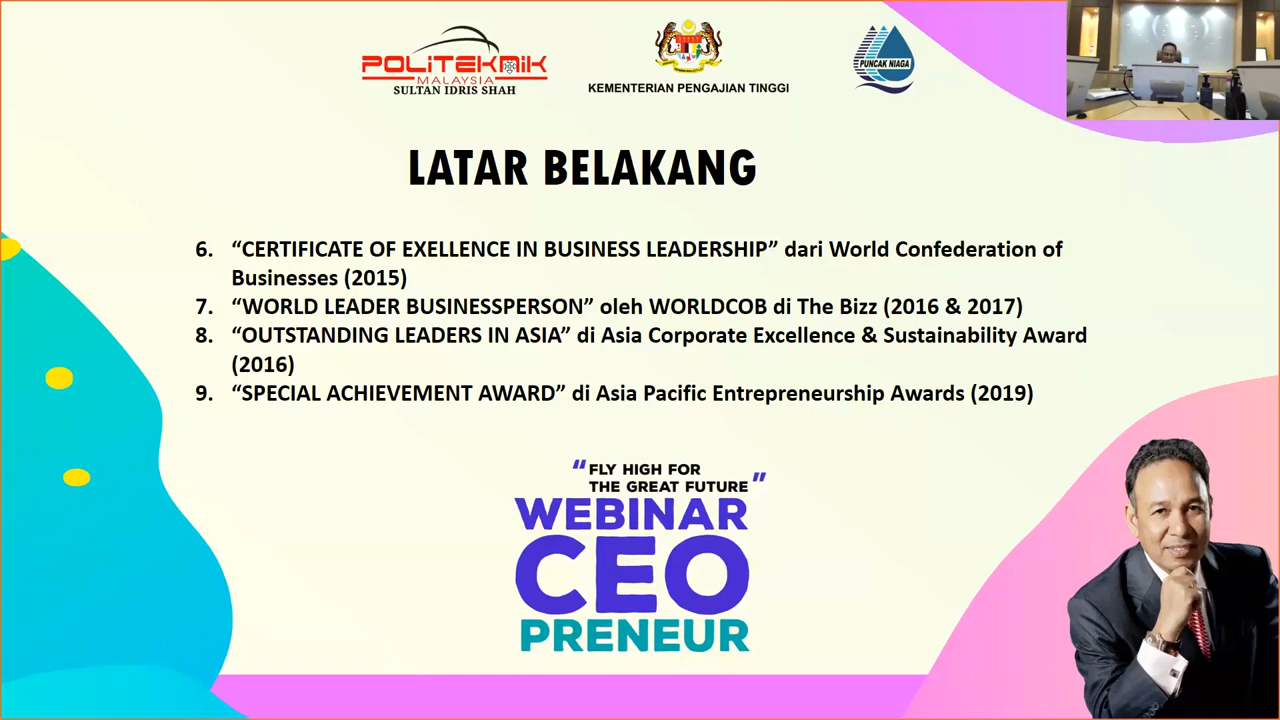 POLITEKNIK
MALAYSIA
SULTAN IDRIS SHAH
KEMENTERIAN PENGAJIAN TINGGI
PUNCAK NIAGA
LATAR BELAKANG
6. “CERTIFICATE OF EXELLENCE IN BUSINESS LEADERSHIP” dari World Confederation of
Businesses (2015)
7. “WORLD LEADER BUSINESSPERSON” oleh WORLDCOB di The Bizz (2016 & 2017)
8. “OUTSTANDING LEADERS IN ASIA” di Asia Corporate Excellence & Sustainability Award
(2016)
9. “SPECIAL ACHIEVEMENT AWARD” di Asia Pacific Entrepreneurship Awards (2019)
“FLY HIGH FOR
THE GREAT FUTURE”
WEBINAR
CEO
PRENEUR